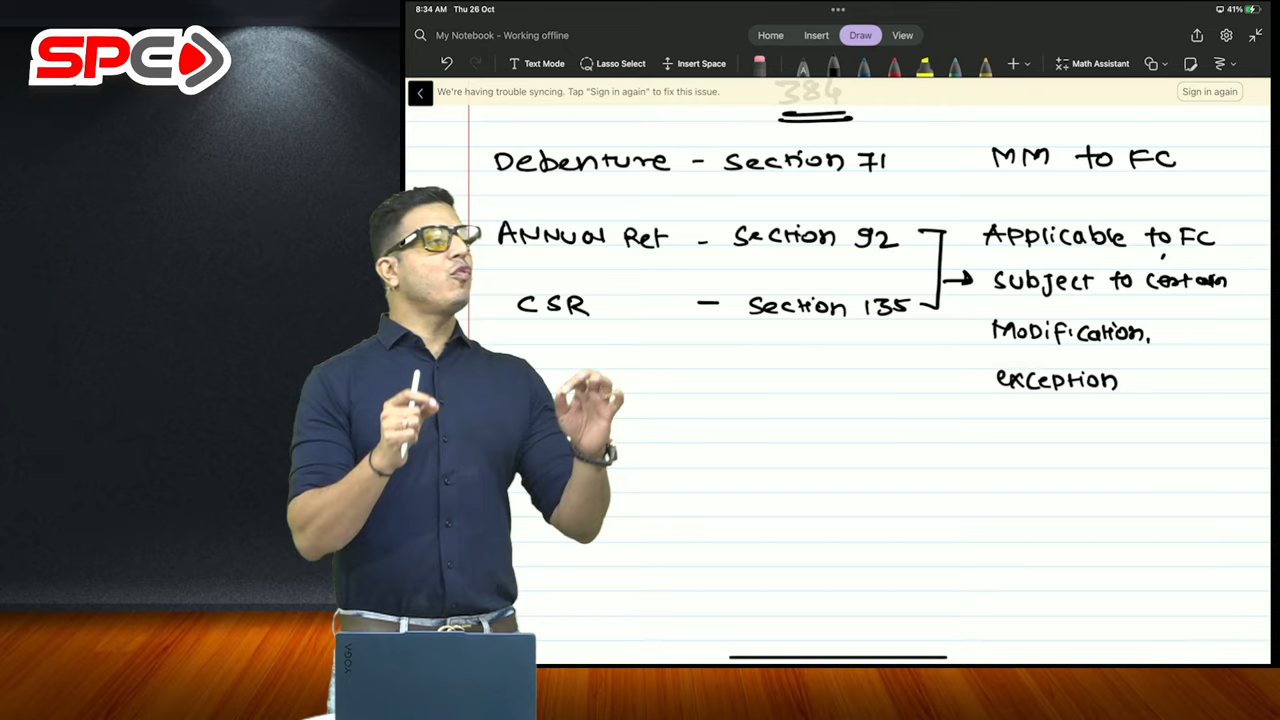 SPED
8:34 AM Thu 26 Oct
41%
My Notebook - Working offline
Home Insert Draw View
Text Mode Lasso Select Insert Space Math Assistant
We're having trouble syncing. Tap "Sign in again" to fix this issue.
Sign in again
384
Debenture - Section 71 MM to FC
Annual Ret - Section 92 Applicable to FC
Subject to certain
CSR - Section 135
Modification,
exception
YOGA